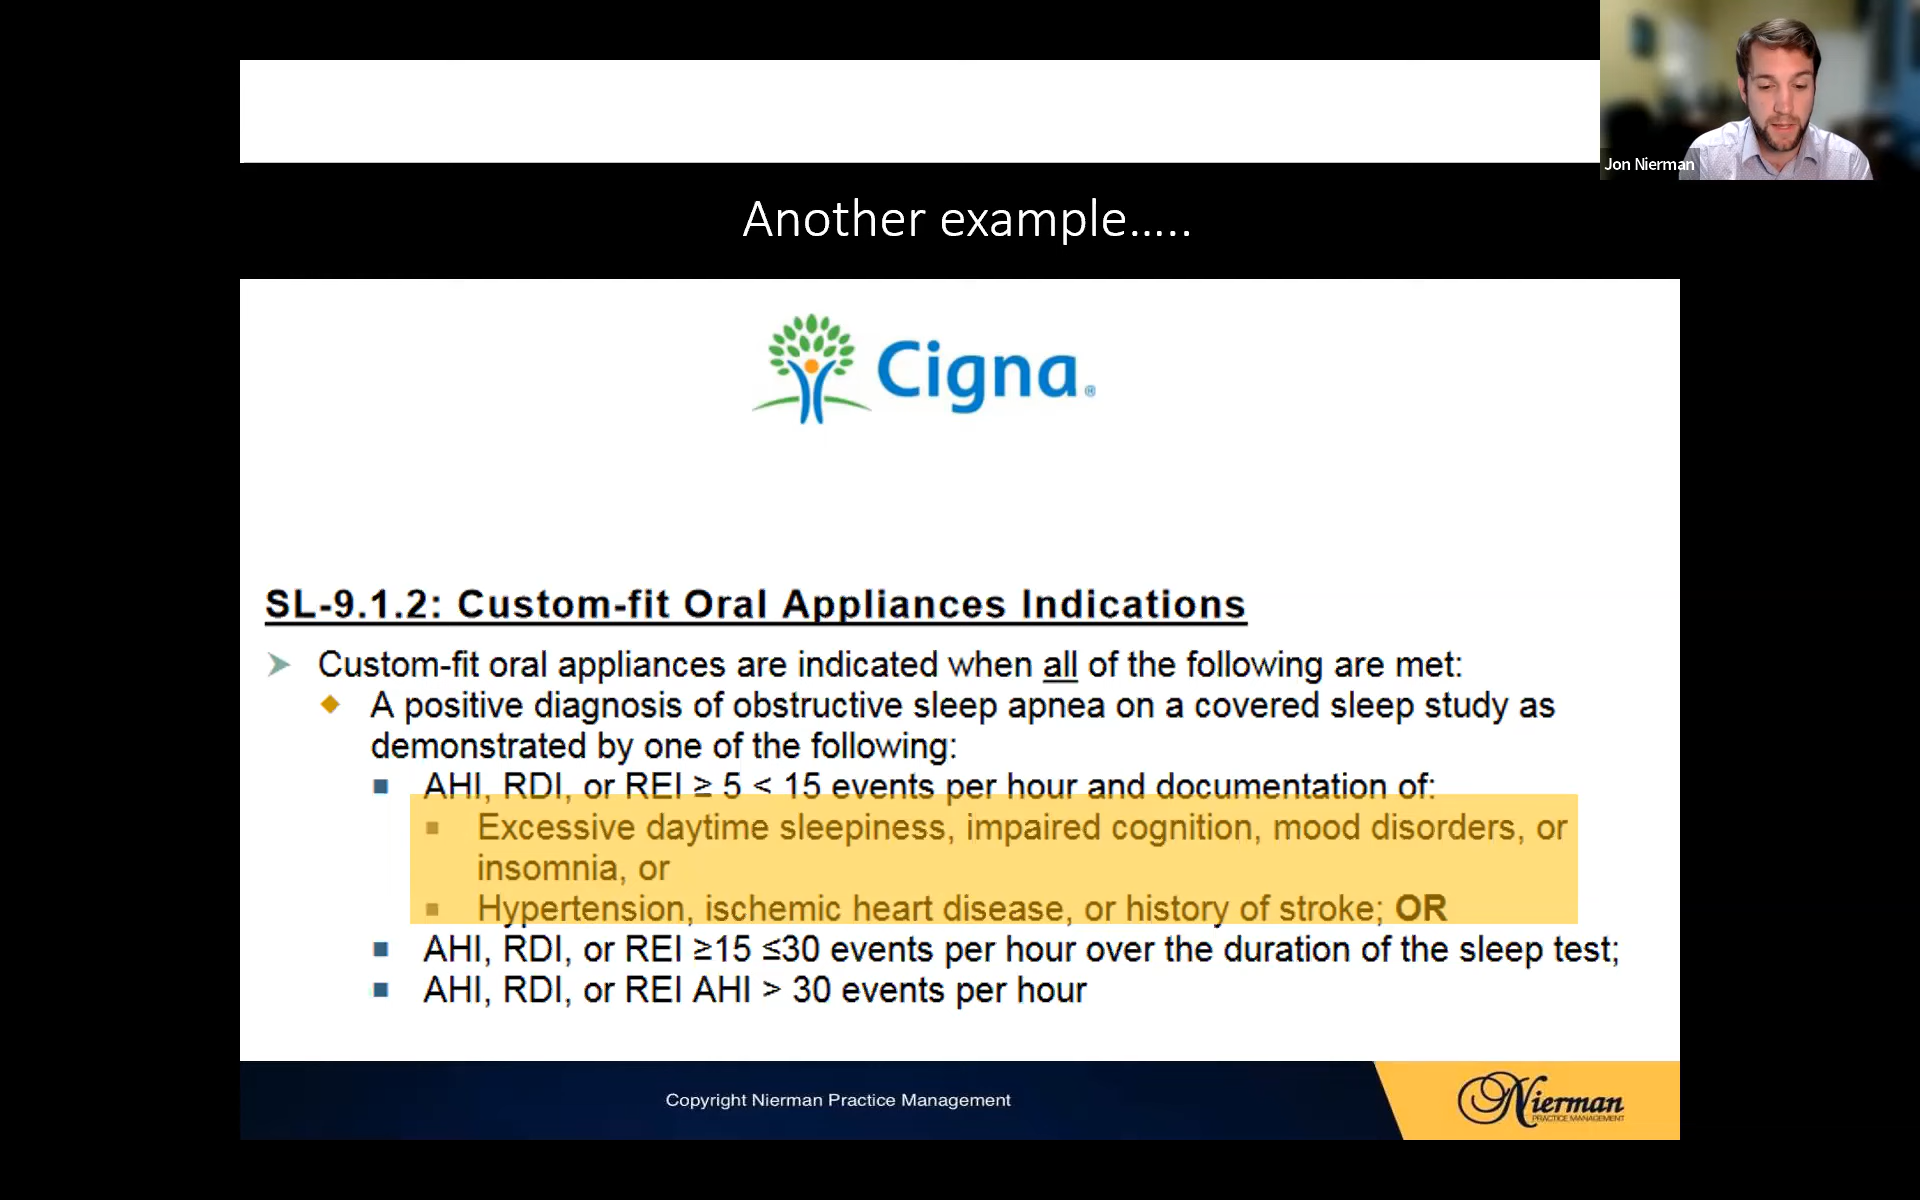 Jon Nierman
Another example.....
Cigna®
SL-9.1.2: Custom-fit Oral Appliances Indications
Custom-fit oral appliances are indicated when all of the following are met:
A positive diagnosis of obstructive sleep apnea on a covered sleep study as
demonstrated by one of the following:
AHI, RDI, or REI ≥ 5 < 15 events per hour and documentation of:
Excessive daytime sleepiness, impaired cognition, mood disorders, or
insomnia, or
Hypertension, ischemic heart disease, or history of stroke; OR
AHI, RDI, or REI ≥15 ≤30 events per hour over the duration of the sleep test;
AHI, RDI, or REI AHI > 30 events per hour
Copyright Nierman Practice Management
Nierman
PRACTICE MANAGEMENT